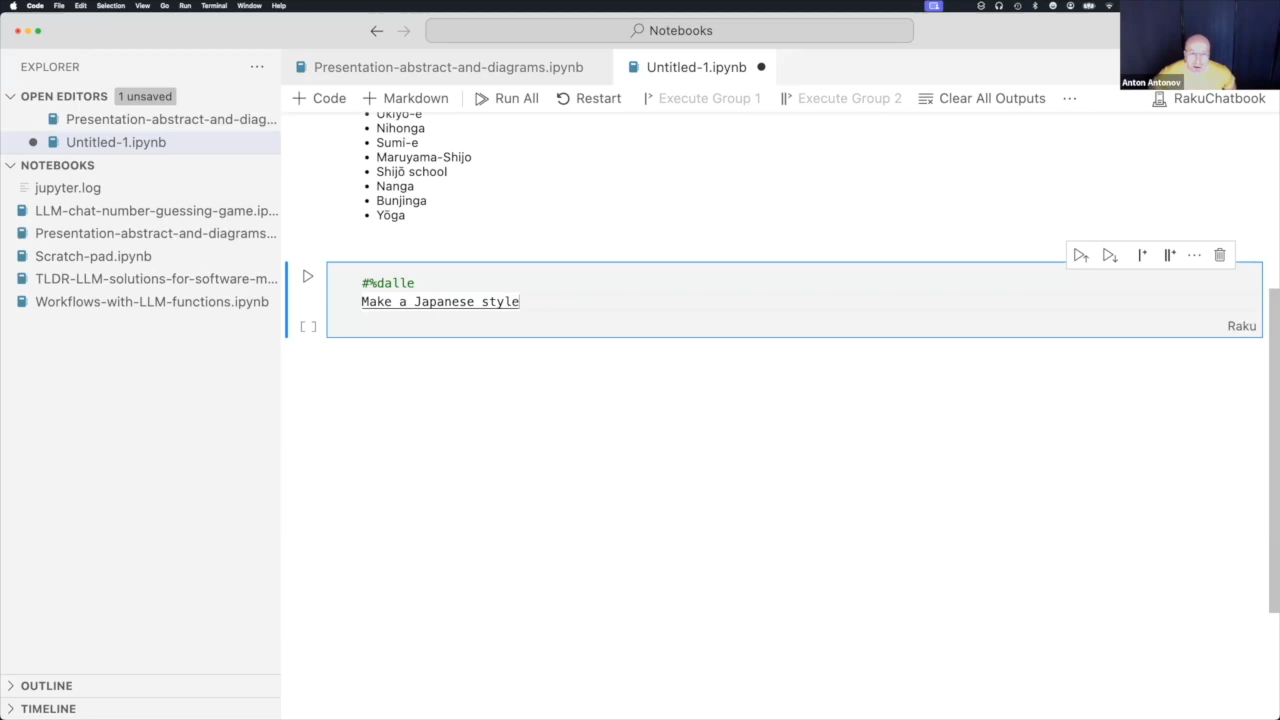 Code File Edit Selection View Go Run Terminal Window Help
Notebooks
Anton Antonov
EXPLORER
OPEN EDITORS 1 unsaved
Presentation-abstract-and-diag...
Untitled-1.ipynb
NOTEBOOKS
jupyter.log
LLM-chat-number-guessing-game.ip...
Presentation-abstract-and-diagrams...
Scratch-pad.ipynb
TLDR-LLM-solutions-for-software-m...
Workflows-with-LLM-functions.ipynb
OUTLINE
TIMELINE
Presentation-abstract-and-diagrams.ipynb Untitled-1.ipynb
Code Markdown Run All Restart Execute Group 1 Execute Group 2 Clear All Outputs ... RakuChatbook
Ukiyo-e
Nihonga
Sumi-e
Maruyama-Shijo
Shijō school
Nanga
Bunjinga
Yōga
#%dalle
Make a Japanese style
[ ]
Raku